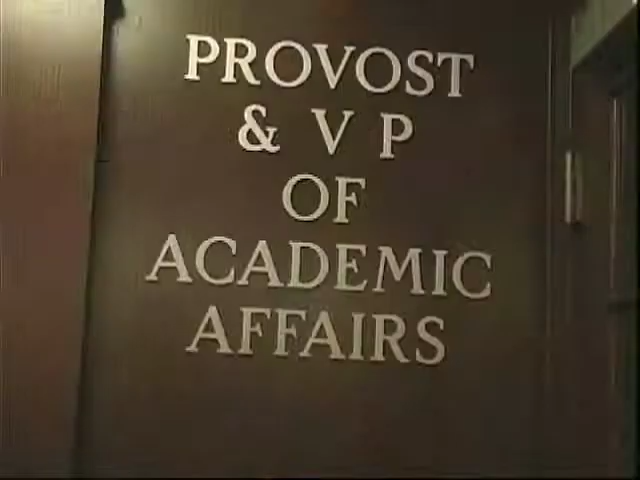 PROVOST
& V P
OF
ACADEMIC
AFFAIRS